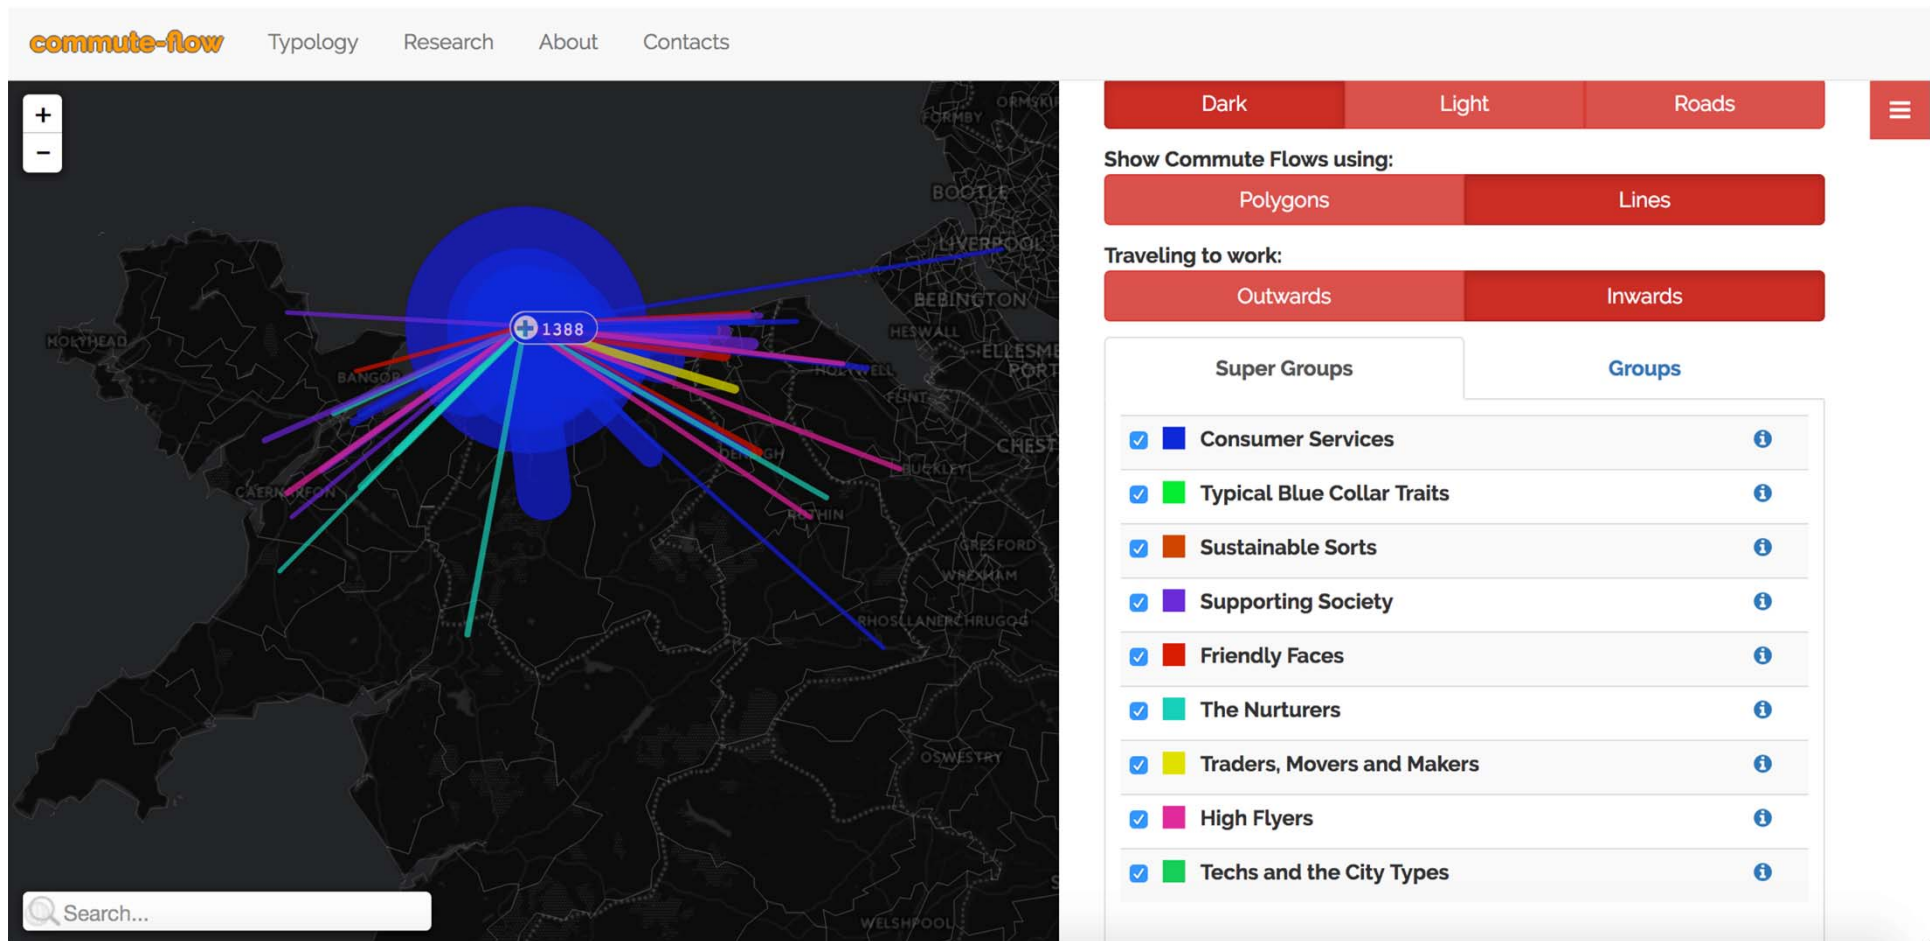 commute-flow
Typology
Research
About
Contacts
+
−
FORMBY
BOOTLE
LIVERPOOL
BEBINGTON
HESWALL
HOLYHEAD
1388
BANGOR
HOLYWELL
FLINT
CHEST
DENBIGH
BUCKLEY
CAERNARFON
RUTHIN
GRESFORD
WREXHAM
RHOSLLANERCHRUGOG
OSWESTRY
WELSHPOOL
Search...
Dark
Light
Roads
Show Commute Flows using:
Polygons
Lines
Traveling to work:
Outwards
Inwards
Super Groups
Groups
Consumer Services
Typical Blue Collar Traits
Sustainable Sorts
Supporting Society
Friendly Faces
The Nurturers
Traders, Movers and Makers
High Flyers
Techs and the City Types